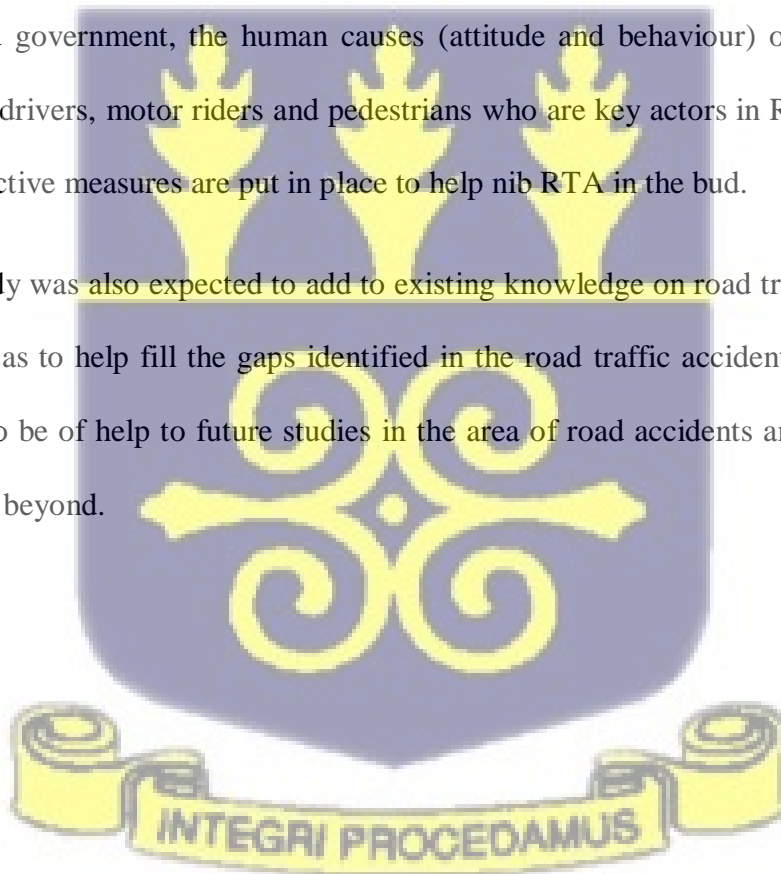 government, the human causes (attitude and behaviour) o
drivers, motor riders and pedestrians who are key actors in R
ctive measures are put in place to help nib RTA in the bud.
ly was also expected to add to existing knowledge on road tr
as to help fill the gaps identified in the road traffic acciden
be of help to future studies in the area of road accidents a
beyond.
INTEGRI PROCEDAMUS